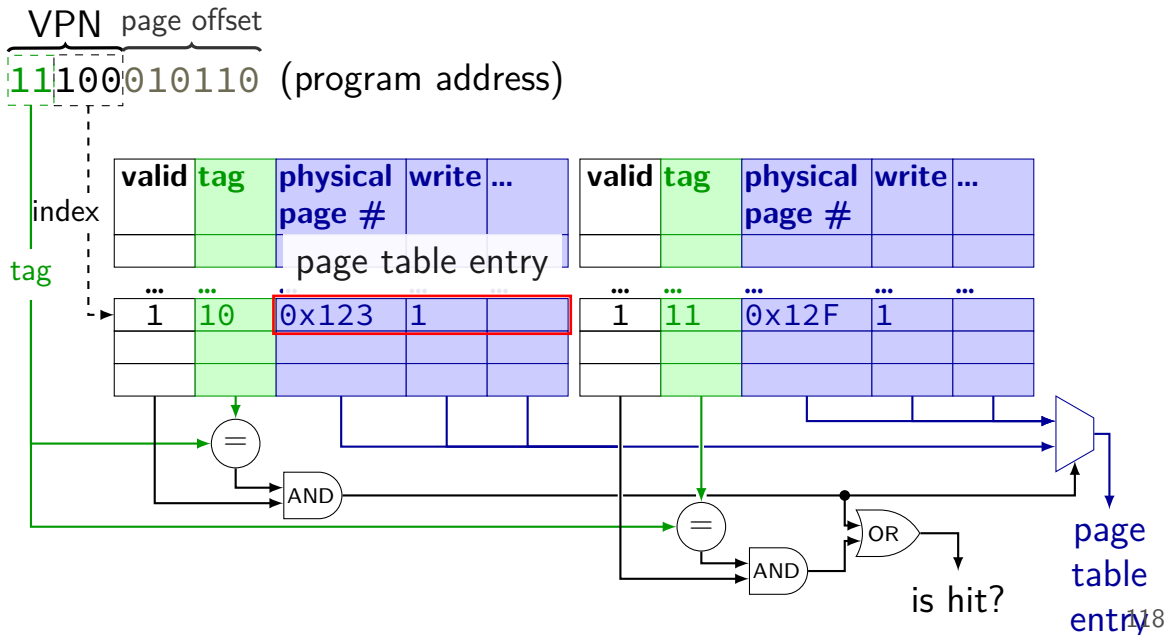 VPN page offset
11100010110 (program address)
valid tag physical page # write ... valid tag physical page # write ...
index
page table entry
tag
... ... ... ... ... ... ... ... ... ...
1 10 0x123 1 1 11 0x12F 1
=
AND
=
OR
AND
is hit?
page
table
entry
118